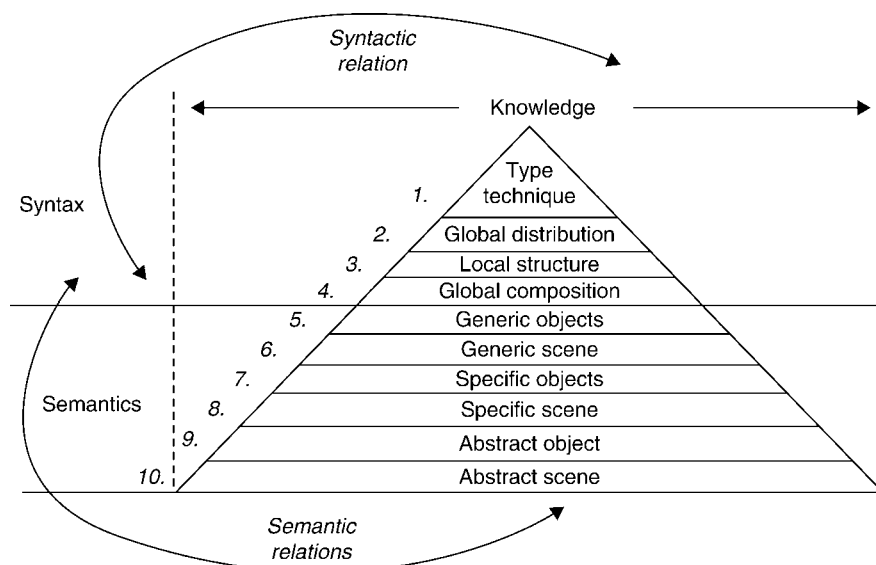 Syntactic
relation
Knowledge
Type
technique
1.
Syntax
2.
Global distribution
3.
Local structure
4.
Global composition
5.
Generic objects
6.
Generic scene
7.
Specific objects
Semantics
8.
Specific scene
9.
Abstract object
10.
Abstract scene
Semantic
relations